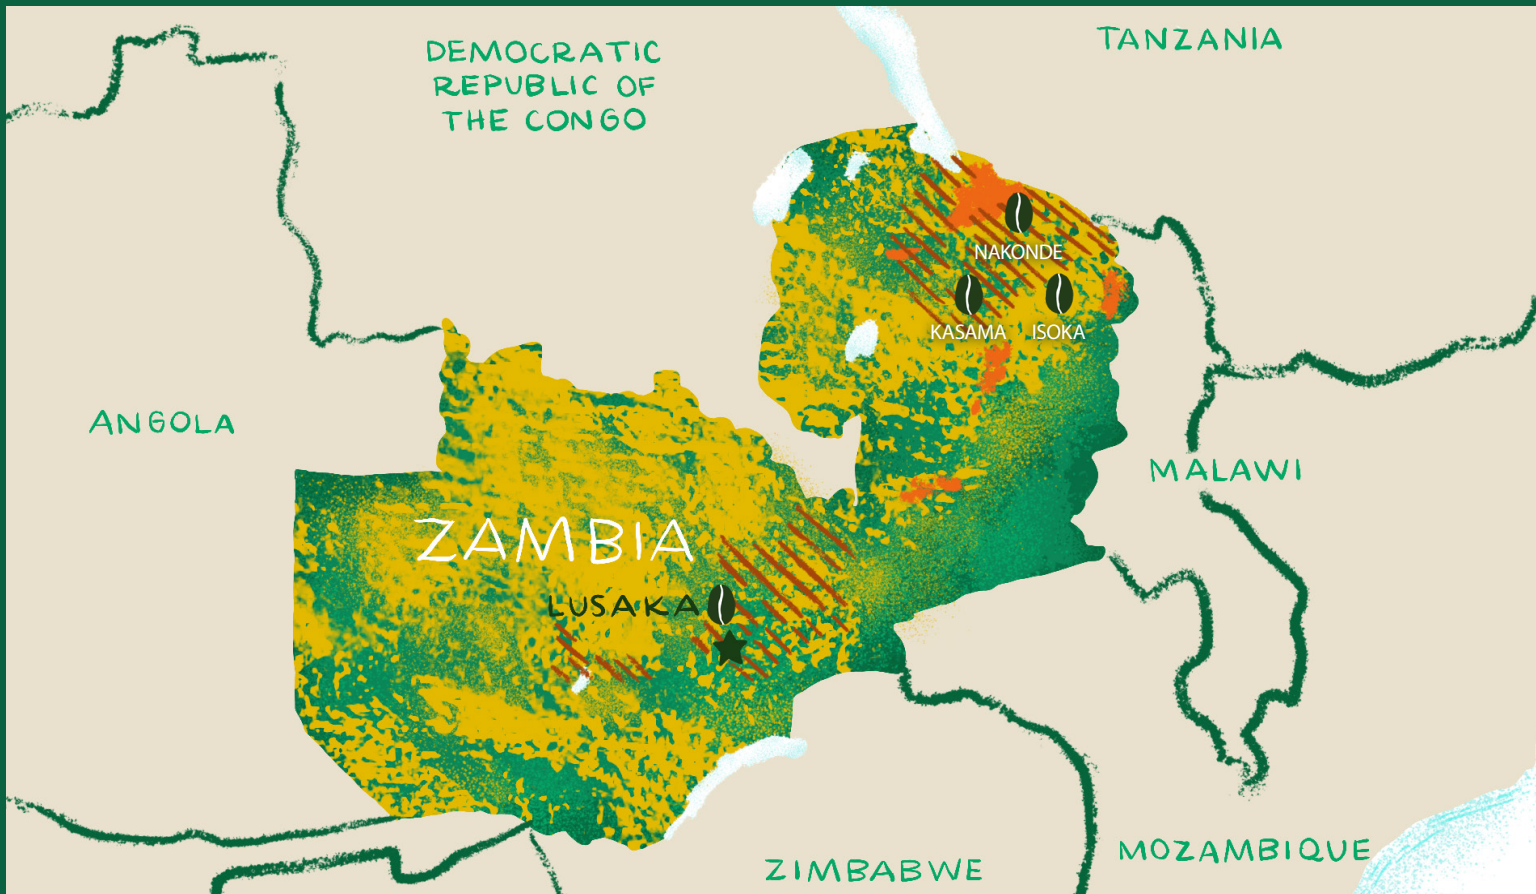 DEMOCRATIC
REPUBLIC OF
THE CONGO
TANZANIA
NAKONDE
KASAMA
ISOKA
ANGOLA
MALAWI
ZAMBIA
LUSAKA
ZIMBABWE
MOZAMBIQUE